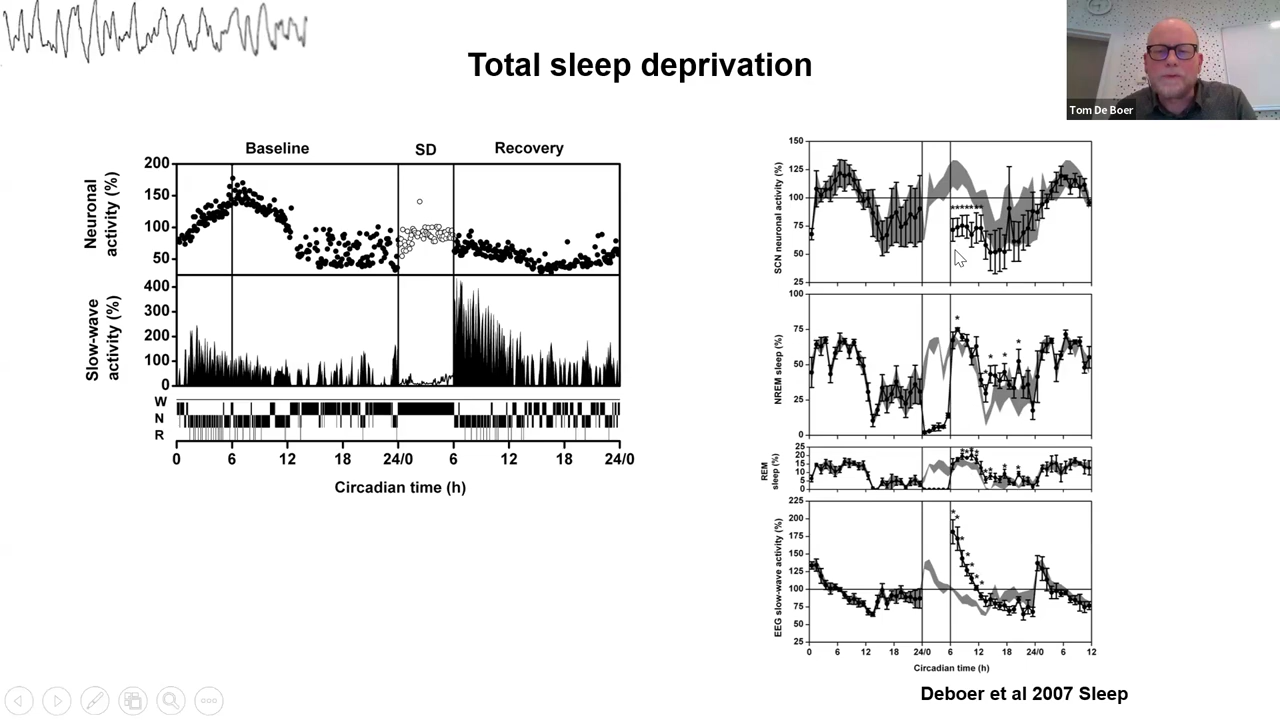 Total sleep deprivation
Tom De Boer
Baseline SD Recovery
Neuronal
activity (%)
200
150
100
50
Slow-wave
activity (%)
400
300
200
100
0
W
N
R
0 6 12 18 24/0 6 12 18 24/0
Circadian time (h)
SCN neuronal activity (%)
150
125
100
75
50
25
*******
NREM sleep (%)
100
75
50
25
0
* * * *
REM
sleep (%)
25
20
15
10
5
0
EEG slow-wave activity (%)
225
200
175
150
125
100
75
50
25
0 6 12 18 24/0 6 12 18 24/0 6 12
Circadian time (h)
Deboer et al 2007 Sleep